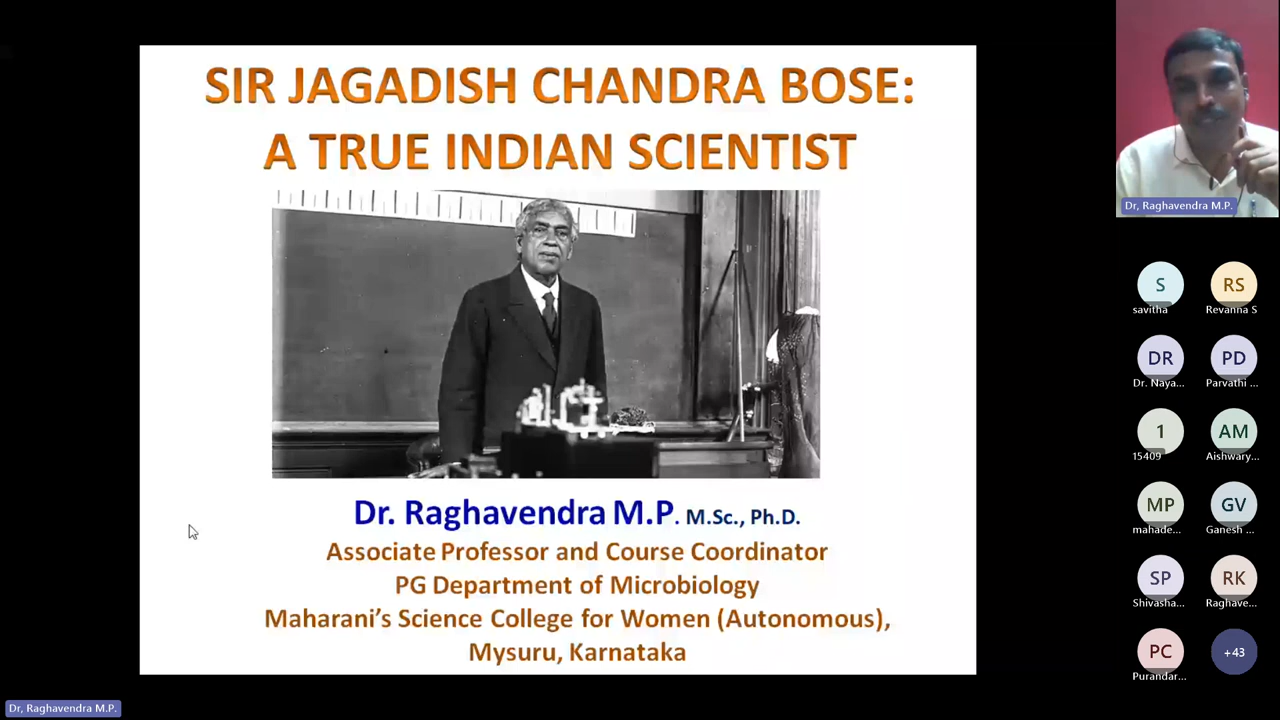 SIR JAGADISH CHANDRA BOSE:
A TRUE INDIAN SCIENTIST
Dr. Raghavendra M.P. M.Sc., Ph.D.
Associate Professor and Course Coordinator
PG Department of Microbiology
Maharani's Science College for Women (Autonomous),
Mysuru, Karnataka
Dr, Raghavendra M.P.
S
savitha
RS
Revanna S
DR
Dr. Naya...
PD
Parvathi ...
1
15409
AM
Aishwary...
MP
mahade...
GV
Ganesh ...
SP
Shivasha...
RK
Raghave...
PC
Purandar...
+43
Dr, Raghavendra M.P.